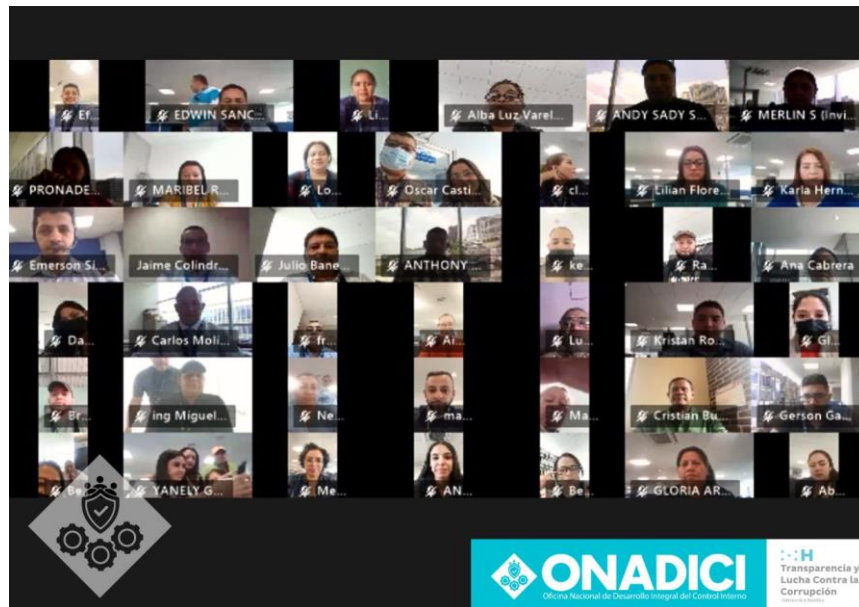 Ef...
EDWIN SANC...
Li...
Alba Luz Varel...
ANDY SADY S...
MERLIN S (Invi...
PRONADE...
MARIBEL R...
Lo...
Oscar Casti...
cl...
Lilian Flore...
Karla Hern...
Emerson Si...
Jaime Colindr...
Julio Bane...
ANTHONY ...
ke...
Ra...
Ana Cabrera
Da...
Carlos Moli...
fr...
Ai...
Lu...
Kristan Ro...
Gl...
Br...
ing Miguel...
Ne...
ma...
Ma...
Cristian Bu...
Gerson Ga...
Be...
YANELY G...
Me...
AN...
Be...
GLORIA AR...
Ab...
ONADICI
Oficina Nacional de Desarrollo Integral del Control Interno
H
Transparencia y
Lucha Contra la
Corrupción